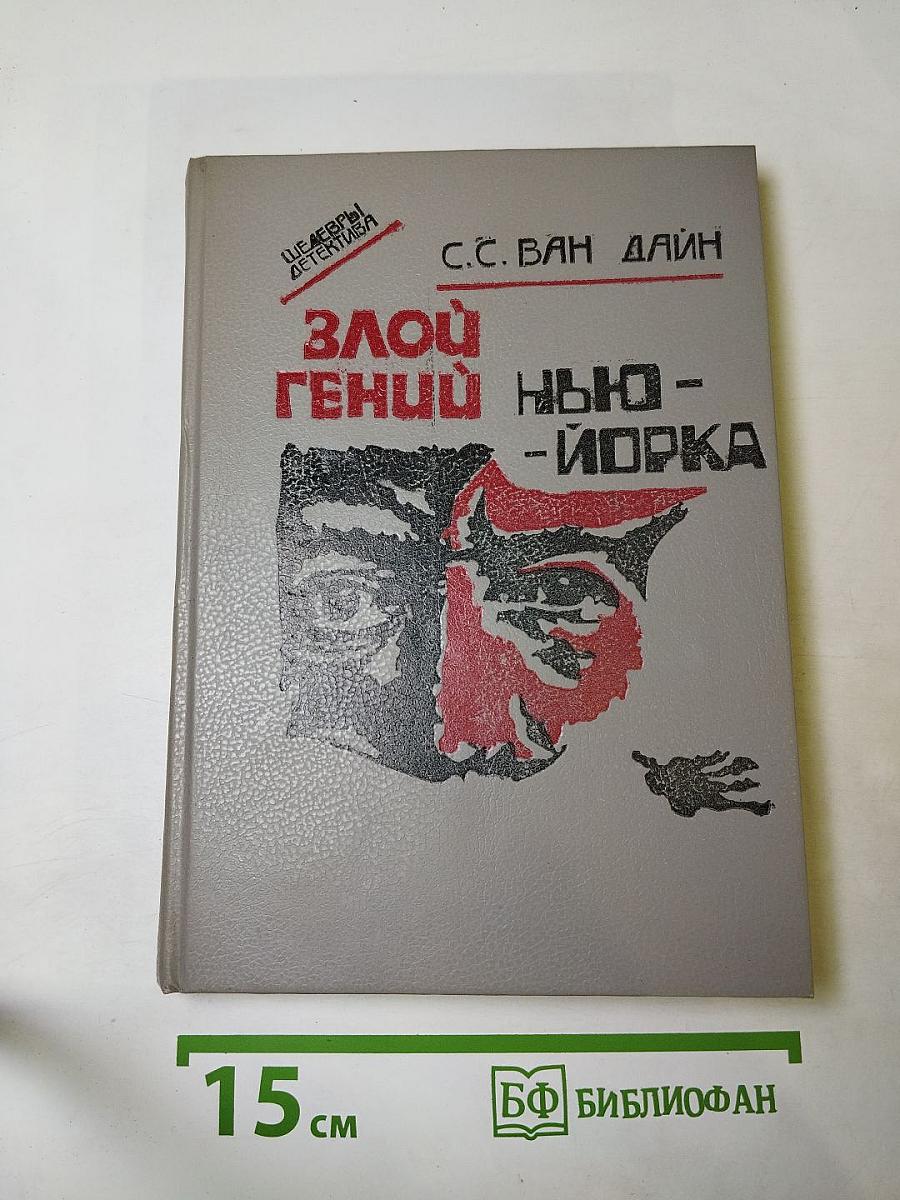 ШЕДЕВРЫ
ДЕТЕКТИВА
С.С. ВАН ДАЙН
ЗЛОЙ
ГЕНИЙ
НЬЮ-
-ЙОРКА
15 см
БФ БИБЛИОФАН